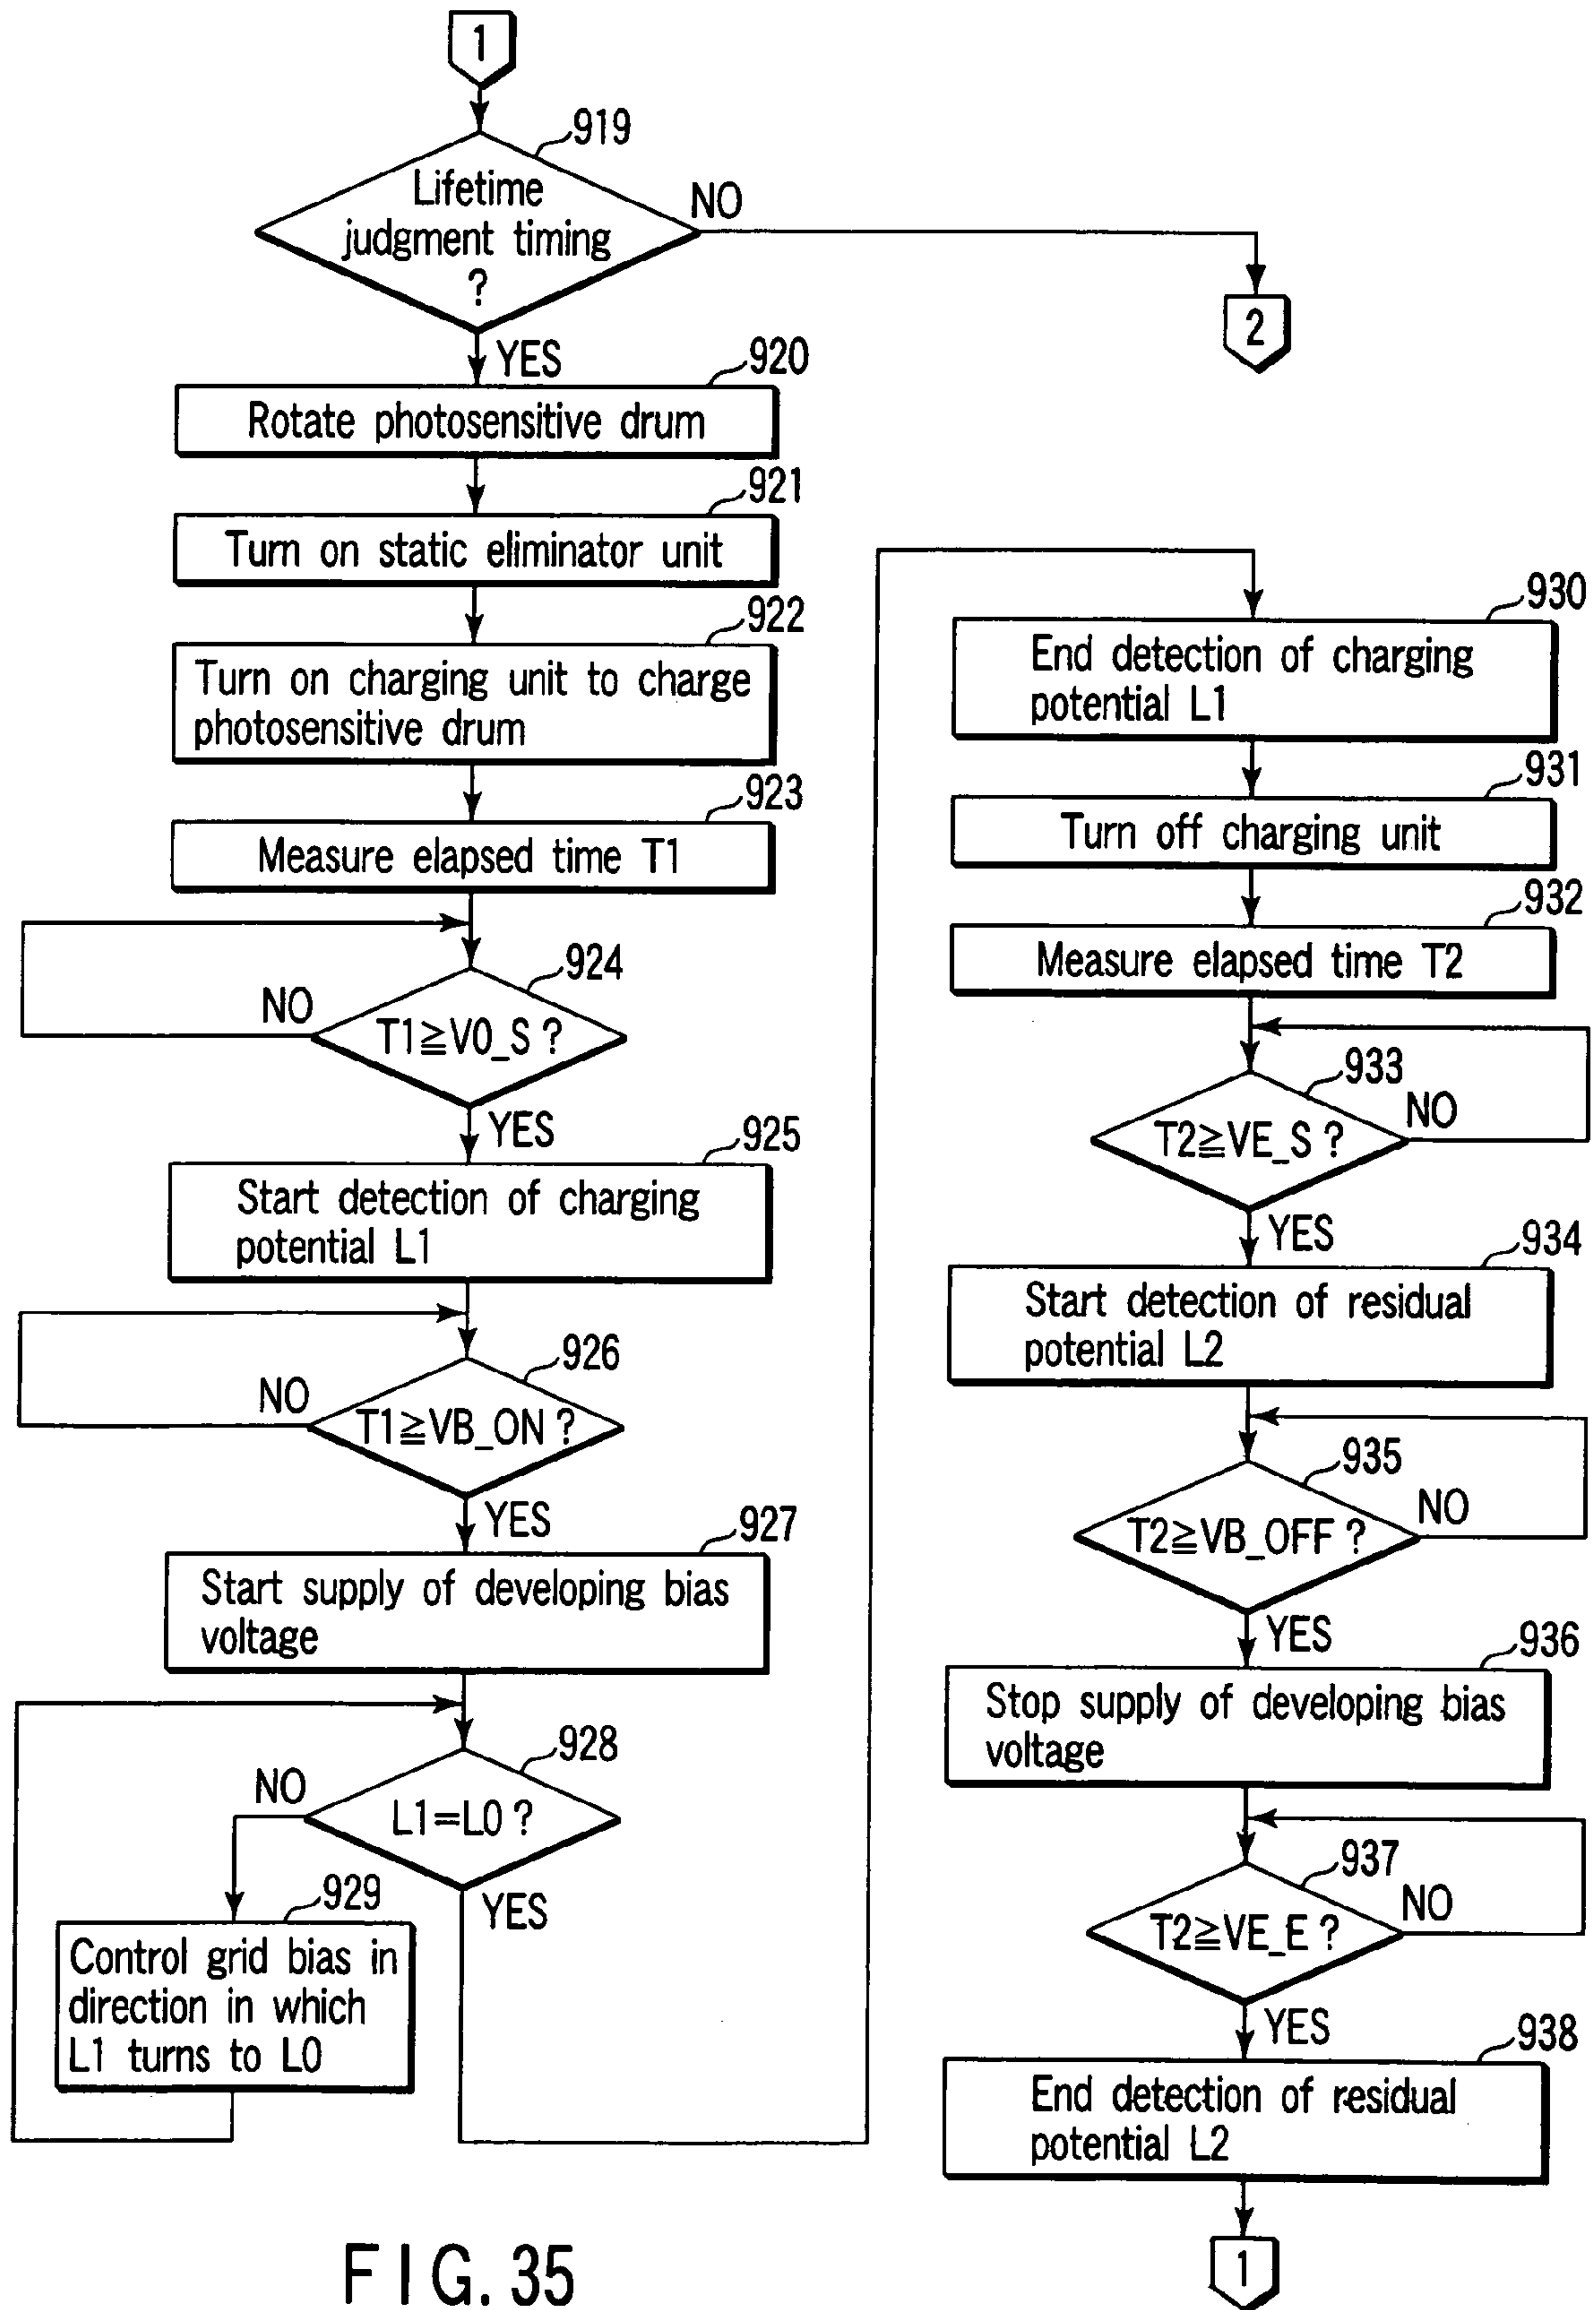 1
919
Lifetime
judgment timing
?
NO
2
YES
920
Rotate photosensitive drum
921
Turn on static eliminator unit
922
Turn on charging unit to charge
photosensitive drum
923
Measure elapsed time T1
924
NO
T1≧V0_S ?
YES
925
Start detection of charging
potential L1
926
NO
T1≧VB_ON ?
YES
927
Start supply of developing bias
voltage
928
NO
L1=L0 ?
YES
929
Control grid bias in
direction in which
L1 turns to L0
930
End detection of charging
potential L1
931
Turn off charging unit
932
Measure elapsed time T2
933
NO
T2≧VE_S ?
YES
934
Start detection of residual
potential L2
935
NO
T2≧VB_OFF ?
YES
936
Stop supply of developing bias
voltage
937
NO
T2≧VE_E ?
YES
938
End detection of residual
potential L2
1
FIG. 35